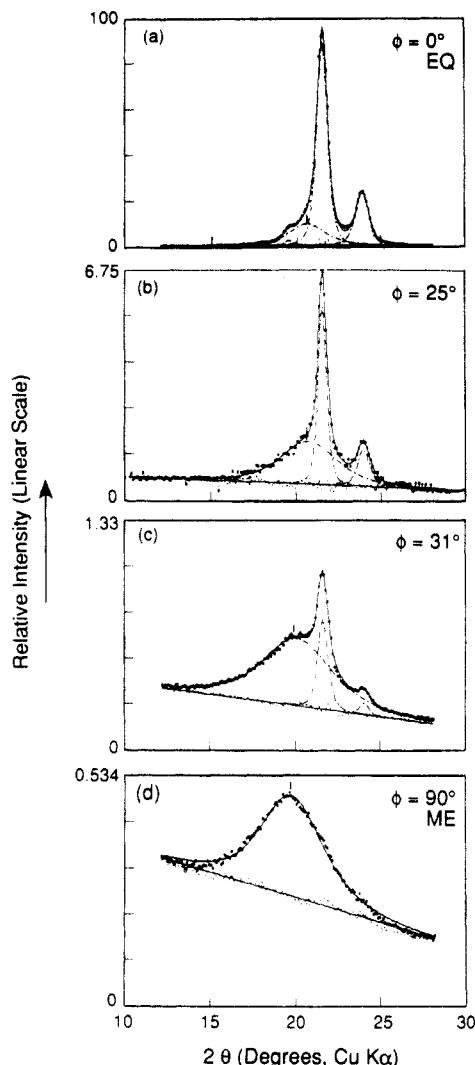 100
(a)
ϕ = 0°
EQ
0
6.75
(b)
ϕ = 25°
0
1.33
(c)
ϕ = 31°
0
0.534
(d)
ϕ = 90°
ME
0
10 15 20 25 30
2 θ (Degrees, Cu Kα)
Relative Intensity (Linear Scale)